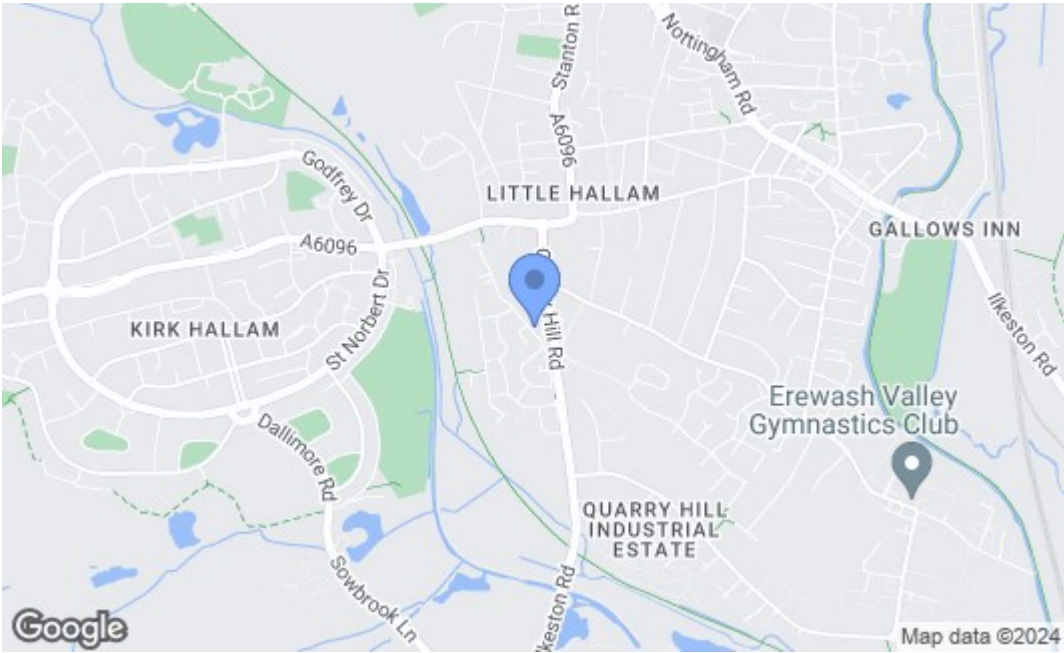 Stanton R
Nottingham Rd
A6096
Godfrey Dr
LITTLE HALLAM
GALLOWS INN
A6096
KIRK HALLAM
St Norbert Dr
Hill Rd
Ilkeston Rd
Erewash Valley
Gymnastics Club
Dallimore Rd
QUARRY HILL
INDUSTRIAL
ESTATE
Sowbrook Ln
lkeston Rd
Google
Map data ©2024